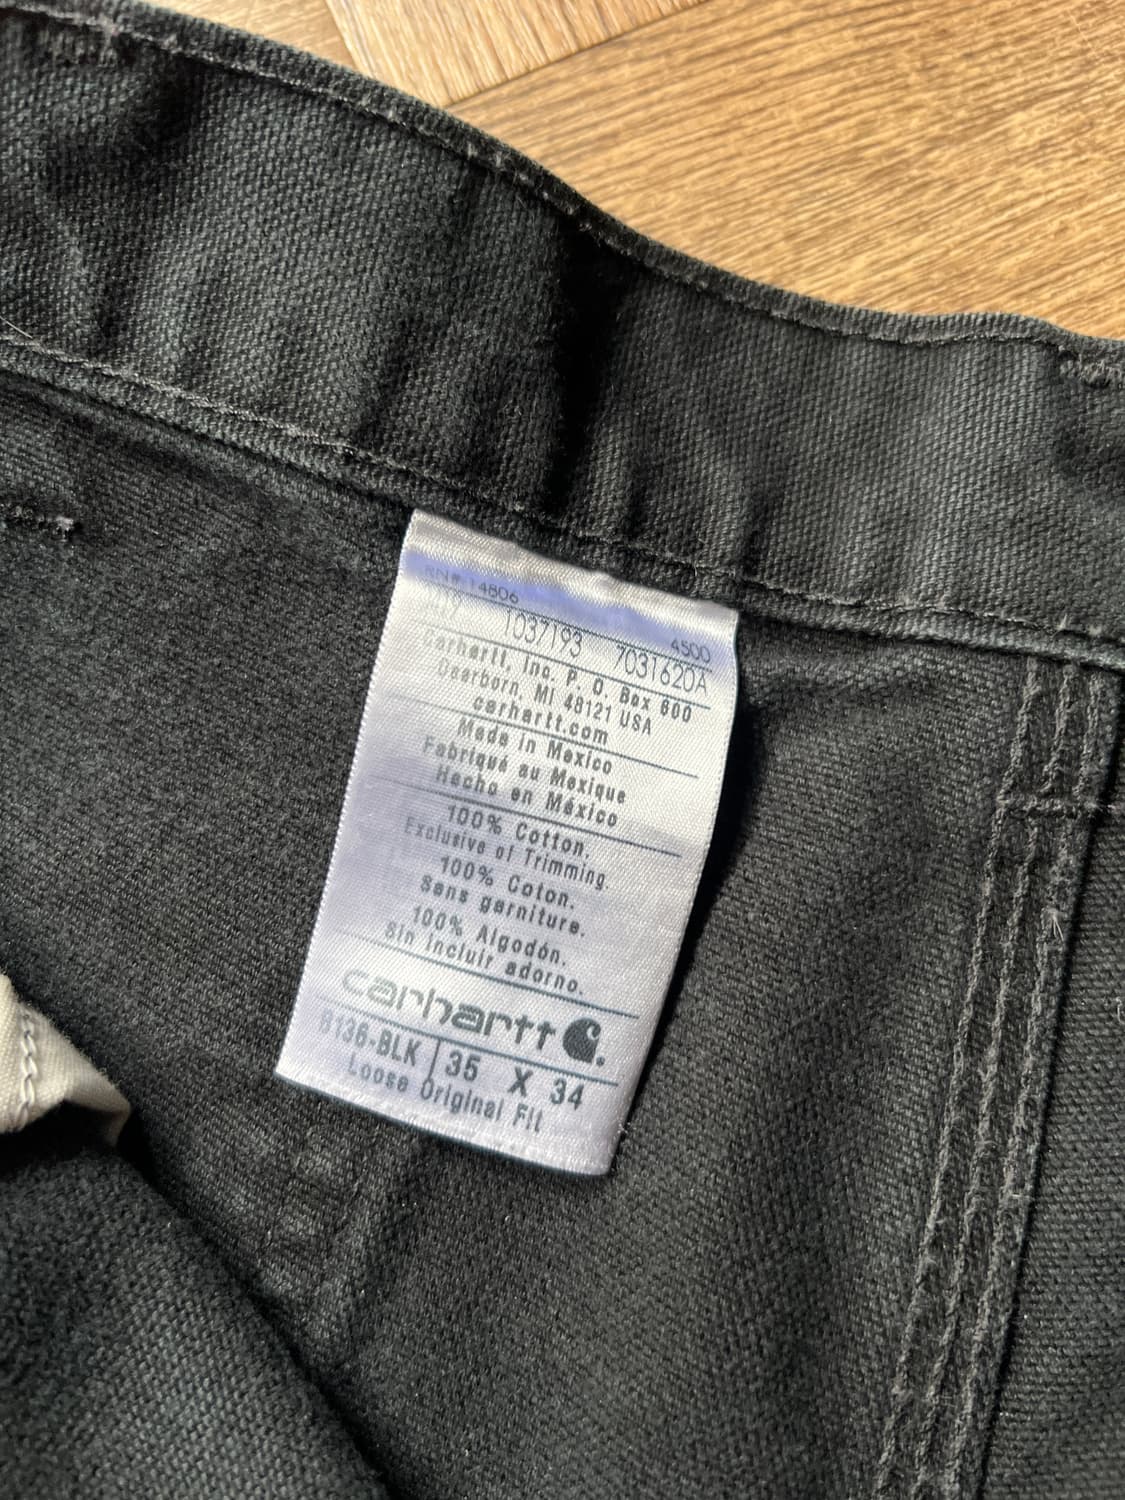 RN# 14806 4500
1037193 7031620A
Carhartt, Inc. P. O. Box 600
Dearborn, MI 48121 USA
carhartt.com
Made in Mexico
Fabriqué au Mexique
Hecho en México
100% Cotton.
Exclusive of Trimming.
100% Coton.
Sans garniture.
100% Algodón.
Sin incluir adorno.
carhartt
B136-BLK 35 X 34
Loose Original Fit